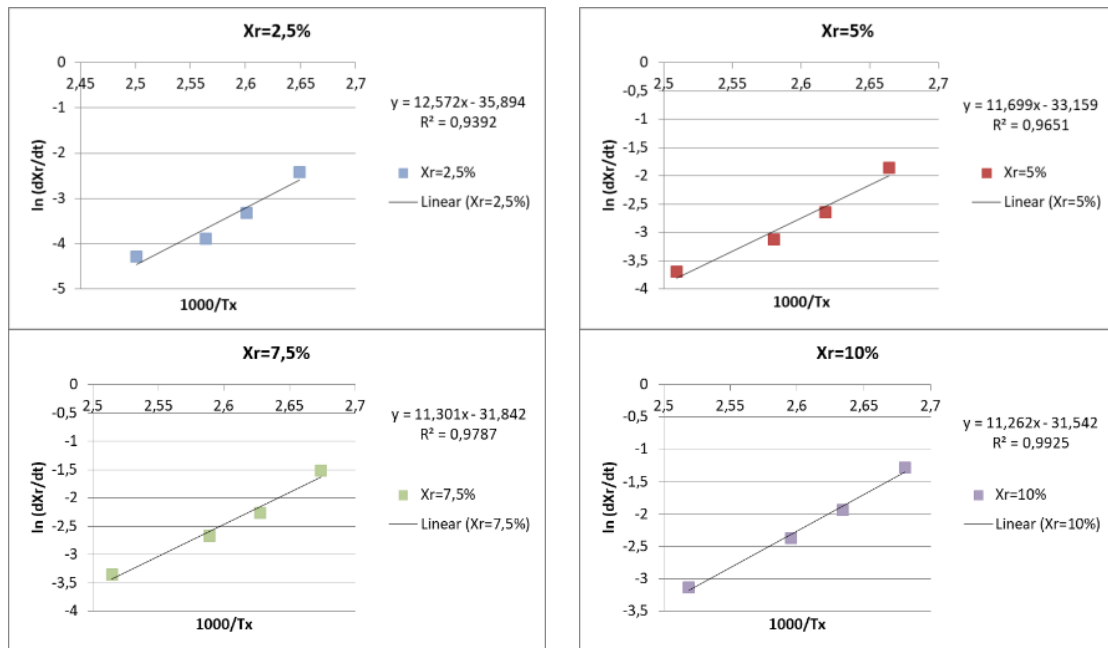 Xr=2,5%
0
2,45 2,5 2,55 2,6 2,65 2,7
-1
-2
-3
-4
-5
ln (dXr/dt)
1000/Tx
y = 12,572x - 35,894
R² = 0,9392
Xr=2,5%
Linear (Xr=2,5%)
Xr=5%
0
2,5 2,55 2,6 2,65 2,7
-0,5
-1
-1,5
-2
-2,5
-3
-3,5
-4
ln (dXr/dt)
1000/Tx
y = 11,699x - 33,159
R² = 0,9651
Xr=5%
Linear (Xr=5%)
Xr=7,5%
0
2,5 2,55 2,6 2,65 2,7
-0,5
-1
-1,5
-2
-2,5
-3
-3,5
-4
ln (dXr/dt)
1000/Tx
y = 11,301x - 31,842
R² = 0,9787
Xr=7,5%
Linear (Xr=7,5%)
Xr=10%
0
2,5 2,55 2,6 2,65 2,7
-0,5
-1
-1,5
-2
-2,5
-3
-3,5
ln (dXr/dt)
1000/Tx
y = 11,262x - 31,542
R² = 0,9925
Xr=10%
Linear (Xr=10%)